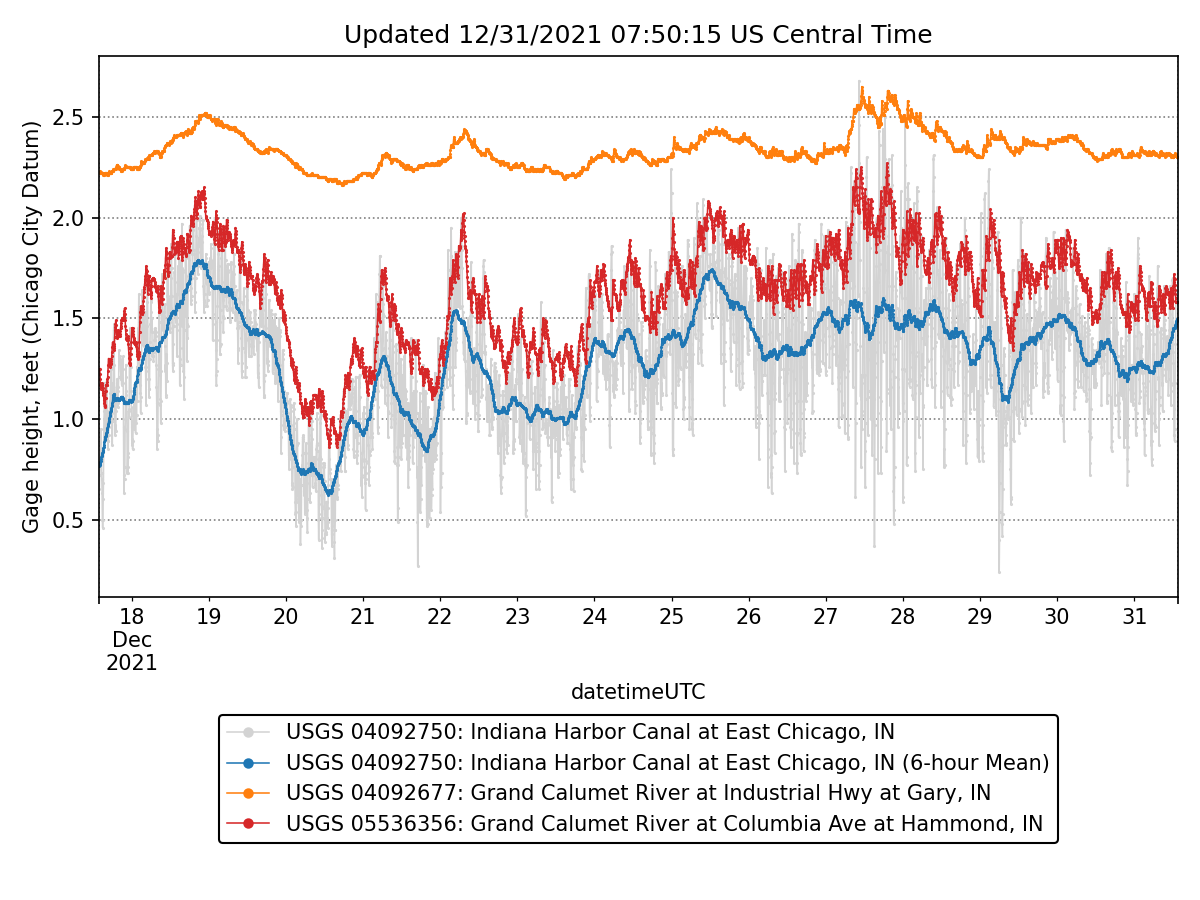 Updated 12/31/2021 07:50:15 US Central Time
Gage height, feet (Chicago City Datum)
2.5
2.0
1.5
1.0
0.5
18 19 20 21 22 23 24 25 26 27 28 29 30 31
Dec
2021
datetimeUTC
USGS 04092750: Indiana Harbor Canal at East Chicago, IN
USGS 04092750: Indiana Harbor Canal at East Chicago, IN (6-hour Mean)
USGS 04092677: Grand Calumet River at Industrial Hwy at Gary, IN
USGS 05536356: Grand Calumet River at Columbia Ave at Hammond, IN